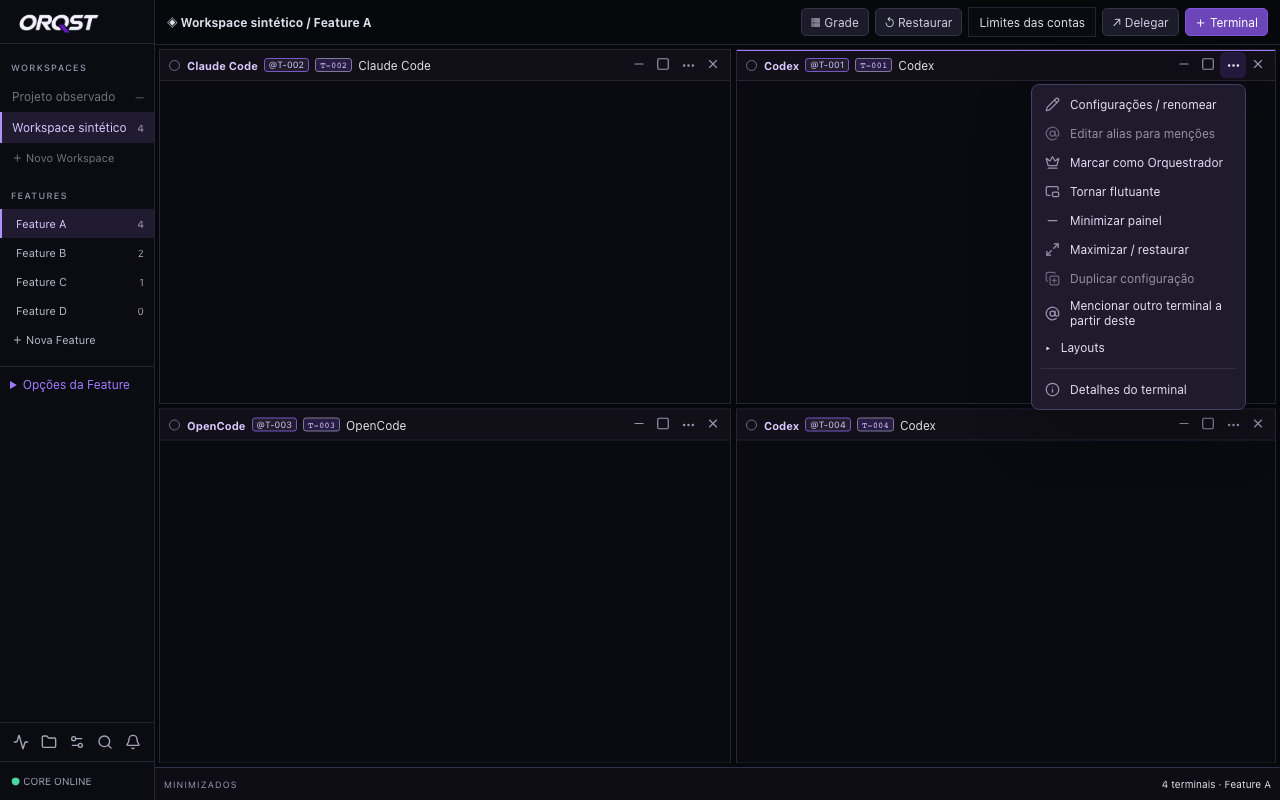 ORQST
WORKSPACES
Projeto observado —
Workspace sintético 4
+ Novo Workspace
FEATURES
Feature A 4
Feature B 2
Feature C 1
Feature D 0
+ Nova Feature
Opções da Feature
CORE ONLINE
Workspace sintético / Feature A
Grade
Restaurar
Limites das contas
Delegar
+ Terminal
Claude Code @T-002 T-002 Claude Code
Codex @T-001 T-001 Codex
Configurações / renomear
Editar alias para menções
Marcar como Orquestrador
Tornar flutuante
Minimizar painel
Maximizar / restaurar
Duplicar configuração
Mencionar outro terminal a
partir deste
Layouts
Detalhes do terminal
OpenCode @T-003 T-003 OpenCode
Codex @T-004 T-004 Codex
MINIMIZADOS
4 terminais · Feature A